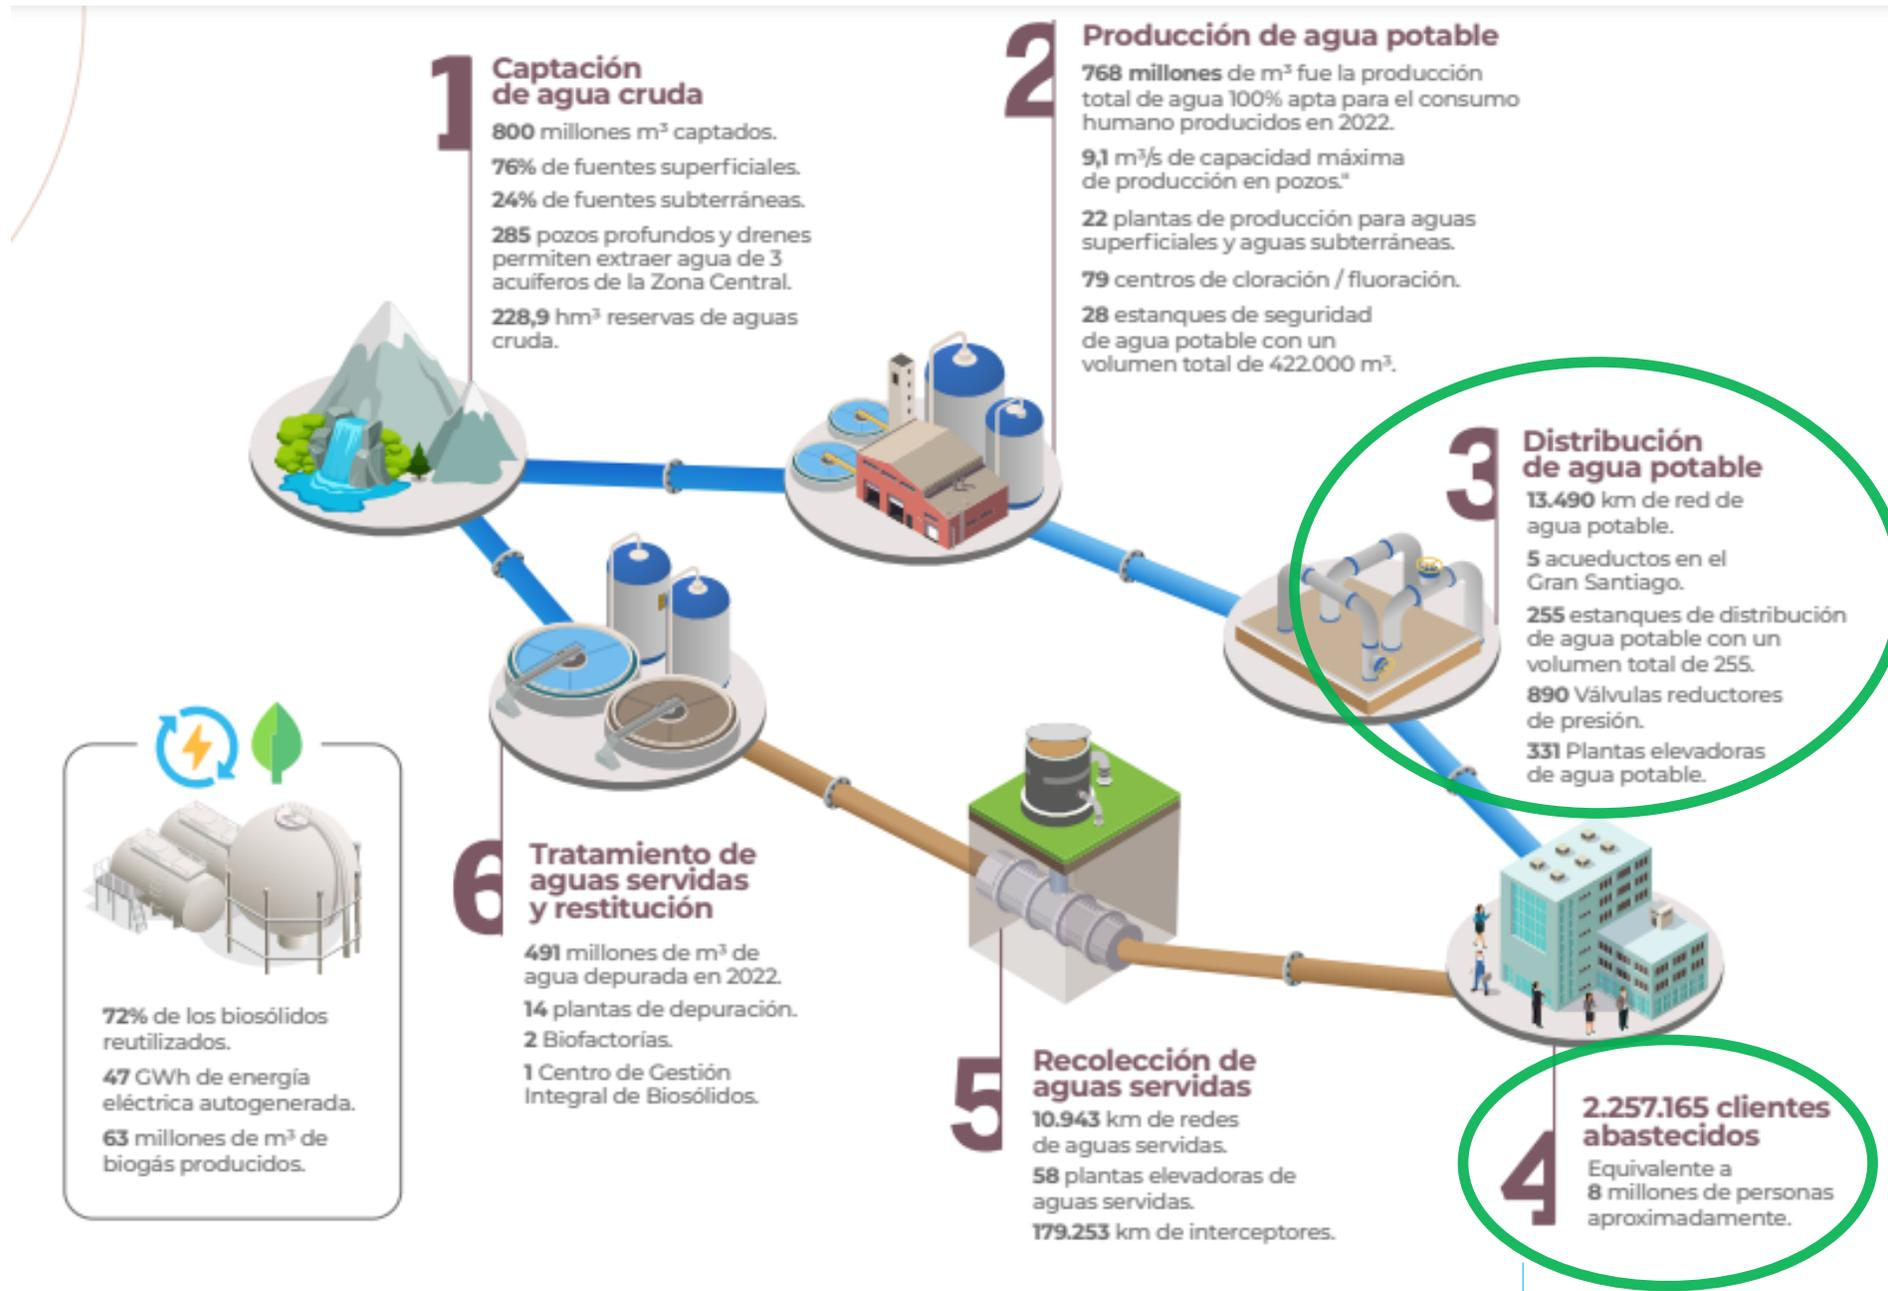 1
Captación
de agua cruda
800 millones m³ captados.
76% de fuentes superficiales.
24% de fuentes subterráneas.
285 pozos profundos y drenes
permiten extraer agua de 3
acuíferos de la Zona Central.
228,9 hm³ reservas de aguas
cruda.
2
Producción de agua potable
768 millones de m³ fue la producción
total de agua 100% apta para el consumo
humano producidos en 2022.
9,1 m³/s de capacidad máxima
de producción en pozos."
22 plantas de producción para aguas
superficiales y aguas subterráneas.
79 centros de cloración / fluoración.
28 estanques de seguridad
de agua potable con un
volumen total de 422.000 m³.
3
Distribución
de agua potable
13.490 km de red de
agua potable.
5 acueductos en el
Gran Santiago.
255 estanques de distribución
de agua potable con un
volumen total de 255.
890 Válvulas reductores
de presión.
331 Plantas elevadoras
de agua potable.
4
2.257.165 clientes
abastecidos
Equivalente a
8 millones de personas
aproximadamente.
5
Recolección de
aguas servidas
10.943 km de redes
de aguas servidas.
58 plantas elevadoras de
aguas servidas.
179.253 km de interceptores.
6
Tratamiento de
aguas servidas
y restitución
491 millones de m³ de
agua depurada en 2022.
14 plantas de depuración.
2 Biofactorías.
1 Centro de Gestión
Integral de Biosólidos.
72% de los biosólidos
reutilizados.
47 GWh de energía
eléctrica autogenerada.
63 millones de m³ de
biogás producidos.